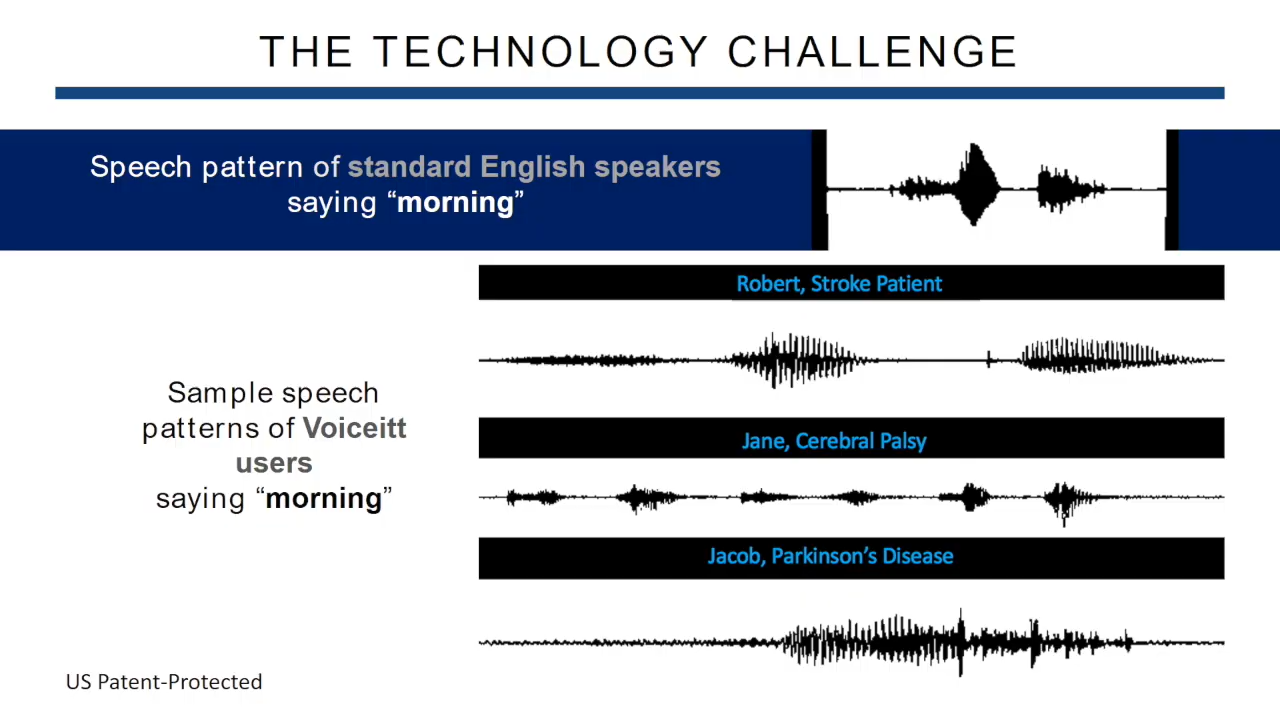 THE TECHNOLOGY CHALLENGE
Speech pattern of standard English speakers
saying “morning”
Robert, Stroke Patient
Sample speech
patterns of Voiceitt
users
saying “morning”
Jane, Cerebral Palsy
Jacob, Parkinson’s Disease
US Patent-Protected